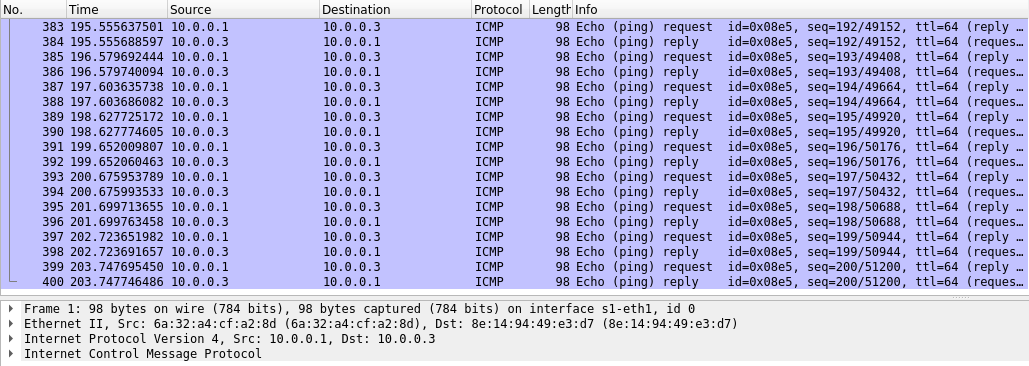 No. Time Source Destination Protocol Length Info
383 195.555637501 10.0.0.1 10.0.0.3 ICMP 98 Echo (ping) request id=0x08e5, seq=192/49152, ttl=64 (reply …
384 195.555688597 10.0.0.3 10.0.0.1 ICMP 98 Echo (ping) reply id=0x08e5, seq=192/49152, ttl=64 (reques…
385 196.579692444 10.0.0.1 10.0.0.3 ICMP 98 Echo (ping) request id=0x08e5, seq=193/49408, ttl=64 (reply …
386 196.579740094 10.0.0.3 10.0.0.1 ICMP 98 Echo (ping) reply id=0x08e5, seq=193/49408, ttl=64 (reques…
387 197.603635738 10.0.0.1 10.0.0.3 ICMP 98 Echo (ping) request id=0x08e5, seq=194/49664, ttl=64 (reply …
388 197.603686082 10.0.0.3 10.0.0.1 ICMP 98 Echo (ping) reply id=0x08e5, seq=194/49664, ttl=64 (reques…
389 198.627725172 10.0.0.1 10.0.0.3 ICMP 98 Echo (ping) request id=0x08e5, seq=195/49920, ttl=64 (reply …
390 198.627774605 10.0.0.3 10.0.0.1 ICMP 98 Echo (ping) reply id=0x08e5, seq=195/49920, ttl=64 (reques…
391 199.652009807 10.0.0.1 10.0.0.3 ICMP 98 Echo (ping) request id=0x08e5, seq=196/50176, ttl=64 (reply …
392 199.652060463 10.0.0.3 10.0.0.1 ICMP 98 Echo (ping) reply id=0x08e5, seq=196/50176, ttl=64 (reques…
393 200.675953789 10.0.0.1 10.0.0.3 ICMP 98 Echo (ping) request id=0x08e5, seq=197/50432, ttl=64 (reply …
394 200.675993533 10.0.0.3 10.0.0.1 ICMP 98 Echo (ping) reply id=0x08e5, seq=197/50432, ttl=64 (reques…
395 201.699713655 10.0.0.1 10.0.0.3 ICMP 98 Echo (ping) request id=0x08e5, seq=198/50688, ttl=64 (reply …
396 201.699763458 10.0.0.3 10.0.0.1 ICMP 98 Echo (ping) reply id=0x08e5, seq=198/50688, ttl=64 (reques…
397 202.723651982 10.0.0.1 10.0.0.3 ICMP 98 Echo (ping) request id=0x08e5, seq=199/50944, ttl=64 (reply …
398 202.723691657 10.0.0.3 10.0.0.1 ICMP 98 Echo (ping) reply id=0x08e5, seq=199/50944, ttl=64 (reques…
399 203.747695450 10.0.0.1 10.0.0.3 ICMP 98 Echo (ping) request id=0x08e5, seq=200/51200, ttl=64 (reply …
400 203.747746486 10.0.0.3 10.0.0.1 ICMP 98 Echo (ping) reply id=0x08e5, seq=200/51200, ttl=64 (reques…
Frame 1: 98 bytes on wire (784 bits), 98 bytes captured (784 bits) on interface s1-eth1, id 0
Ethernet II, Src: 6a:32:a4:cf:a2:8d (6a:32:a4:cf:a2:8d), Dst: 8e:14:94:49:e3:d7 (8e:14:94:49:e3:d7)
Internet Protocol Version 4, Src: 10.0.0.1, Dst: 10.0.0.3
Internet Control Message Protocol